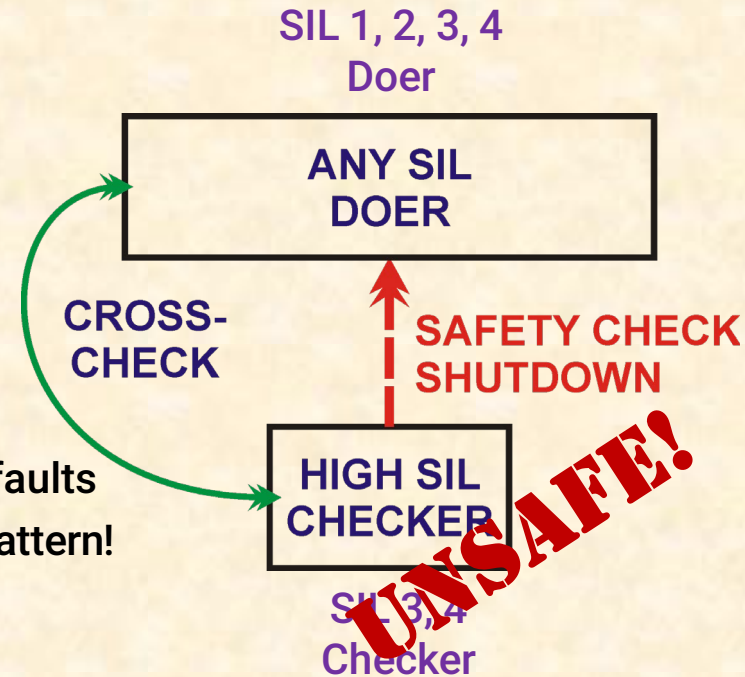 SIL 1, 2, 3, 4
Doer
ANY SIL
DOER
CROSS-
CHECK
SAFETY CHECK
SHUTDOWN
faults
attern!
HIGH SIL
CHECKER
UNSAFE!
SIL 3, 4
Checker